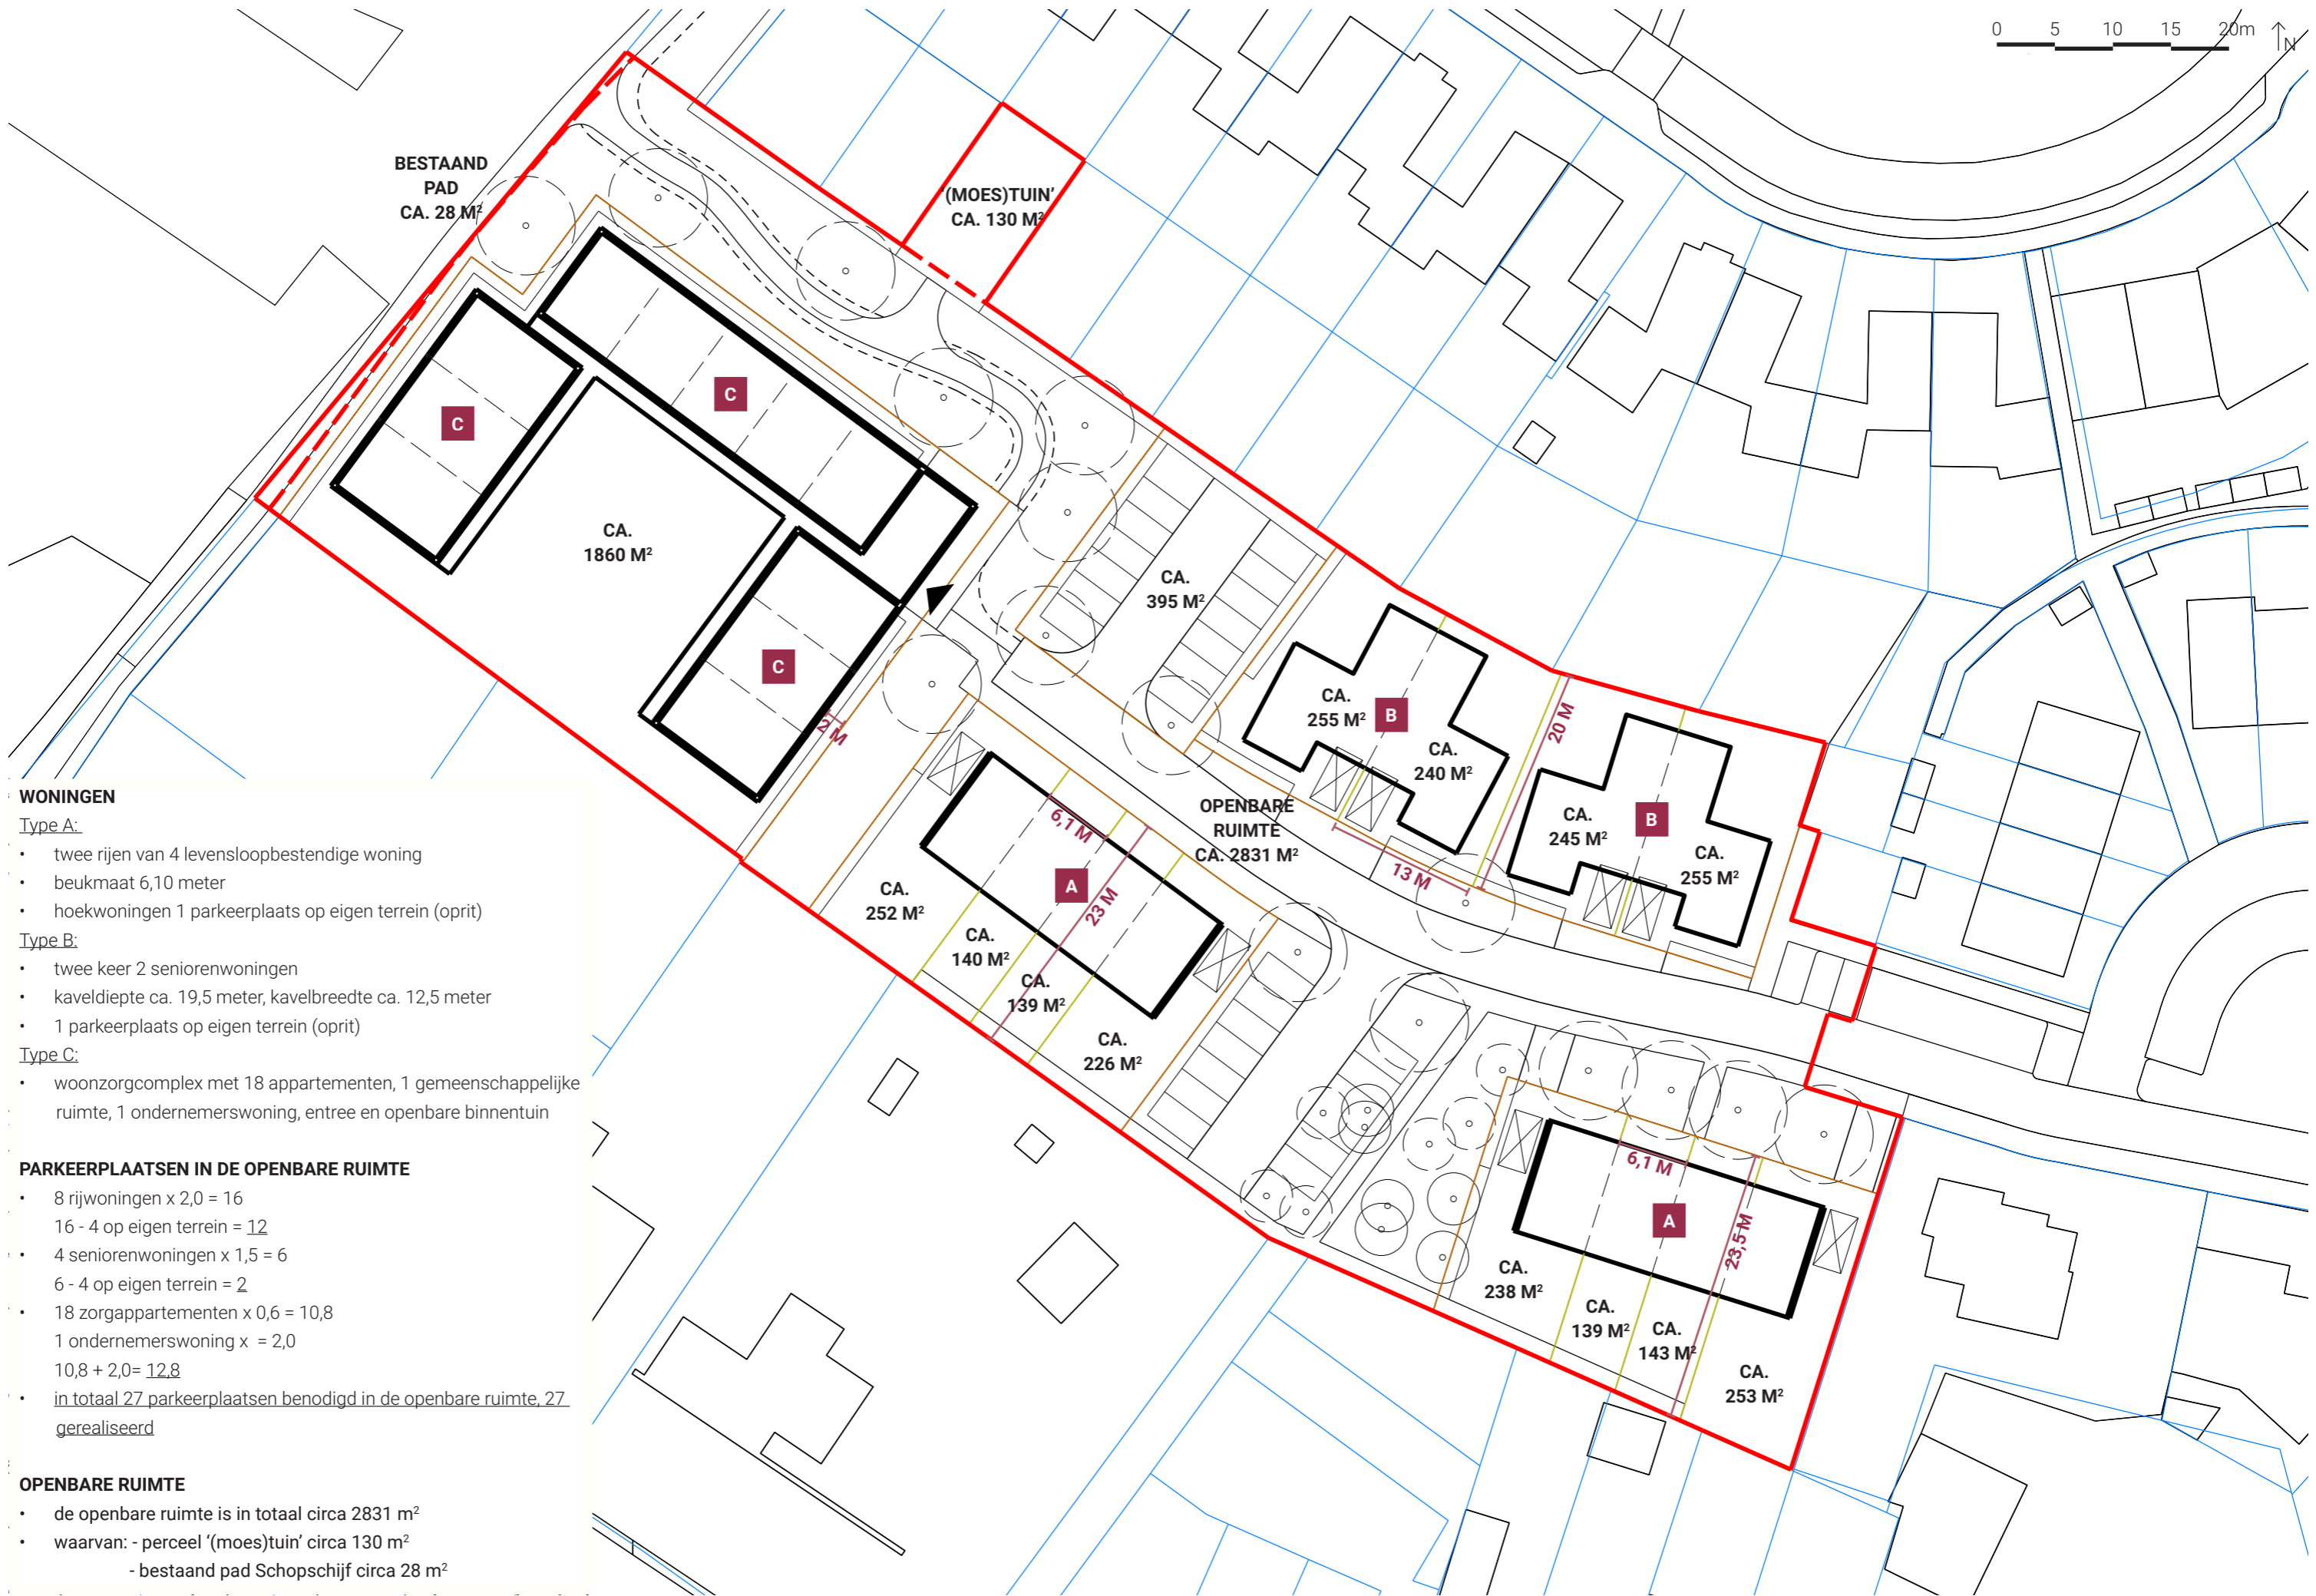 0 5 10 15 20m N
BESTAAND
PAD
CA. 28 M²
'(MOES)TUIN'
CA. 130 M²
C
C
CA.
1860 M²
CA.
395 M²
C
2 M
CA.
255 M²
B
CA.
240 M²
20 M
CA.
245 M²
B
CA.
255 M²
OPENBARE
RUIMTE
CA. 2831 M²
13 M
6,1 M
A
23 M
CA.
252 M²
CA.
140 M²
CA.
139 M²
CA.
226 M²
6,1 M
A
23,5 M
CA.
238 M²
CA.
139 M²
CA.
143 M²
CA.
253 M²
WONINGEN
Type A:
• twee rijen van 4 levensloopbestendige woning
• beukmaat 6,10 meter
• hoekwoningen 1 parkeerplaats op eigen terrein (oprit)
Type B:
• twee keer 2 seniorenwoningen
• kaveldiepte ca. 19,5 meter, kavelbreedte ca. 12,5 meter
• 1 parkeerplaats op eigen terrein (oprit)
Type C:
• woonzorgcomplex met 18 appartementen, 1 gemeenschappelijke
ruimte, 1 ondernemerswoning, entree en openbare binnentuin
PARKEERPLAATSEN IN DE OPENBARE RUIMTE
• 8 rijwoningen x 2,0 = 16
16 - 4 op eigen terrein = 12
• 4 seniorenwoningen x 1,5 = 6
6 - 4 op eigen terrein = 2
• 18 zorgappartementen x 0,6 = 10,8
1 ondernemerswoning x = 2,0
10,8 + 2,0= 12,8
• in totaal 27 parkeerplaatsen benodigd in de openbare ruimte, 27
gerealiseerd
OPENBARE RUIMTE
• de openbare ruimte is in totaal circa 2831 m²
• waarvan: - perceel '(moes)tuin' circa 130 m²
- bestaand pad Schopschijf circa 28 m²